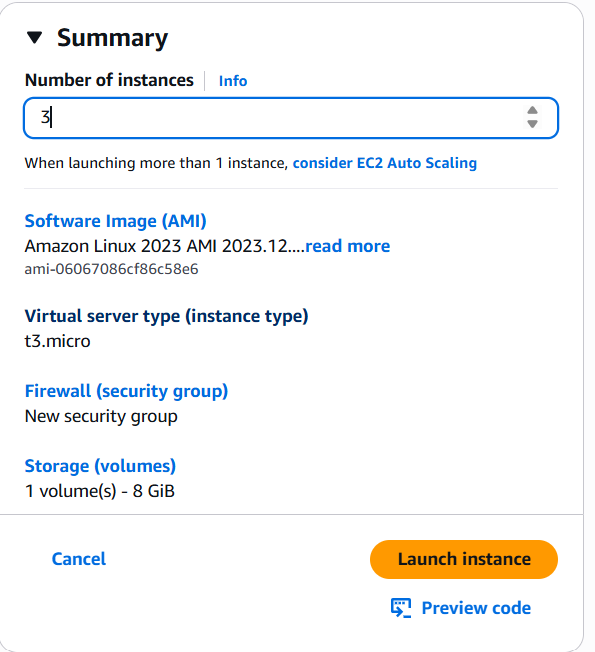 Summary
Number of instances Info
3
When launching more than 1 instance, consider EC2 Auto Scaling
Software Image (AMI)
Amazon Linux 2023 AMI 2023.12....read more
ami-06067086cf86c58e6
Virtual server type (instance type)
t3.micro
Firewall (security group)
New security group
Storage (volumes)
1 volume(s) - 8 GiB
Cancel
Launch instance
Preview code